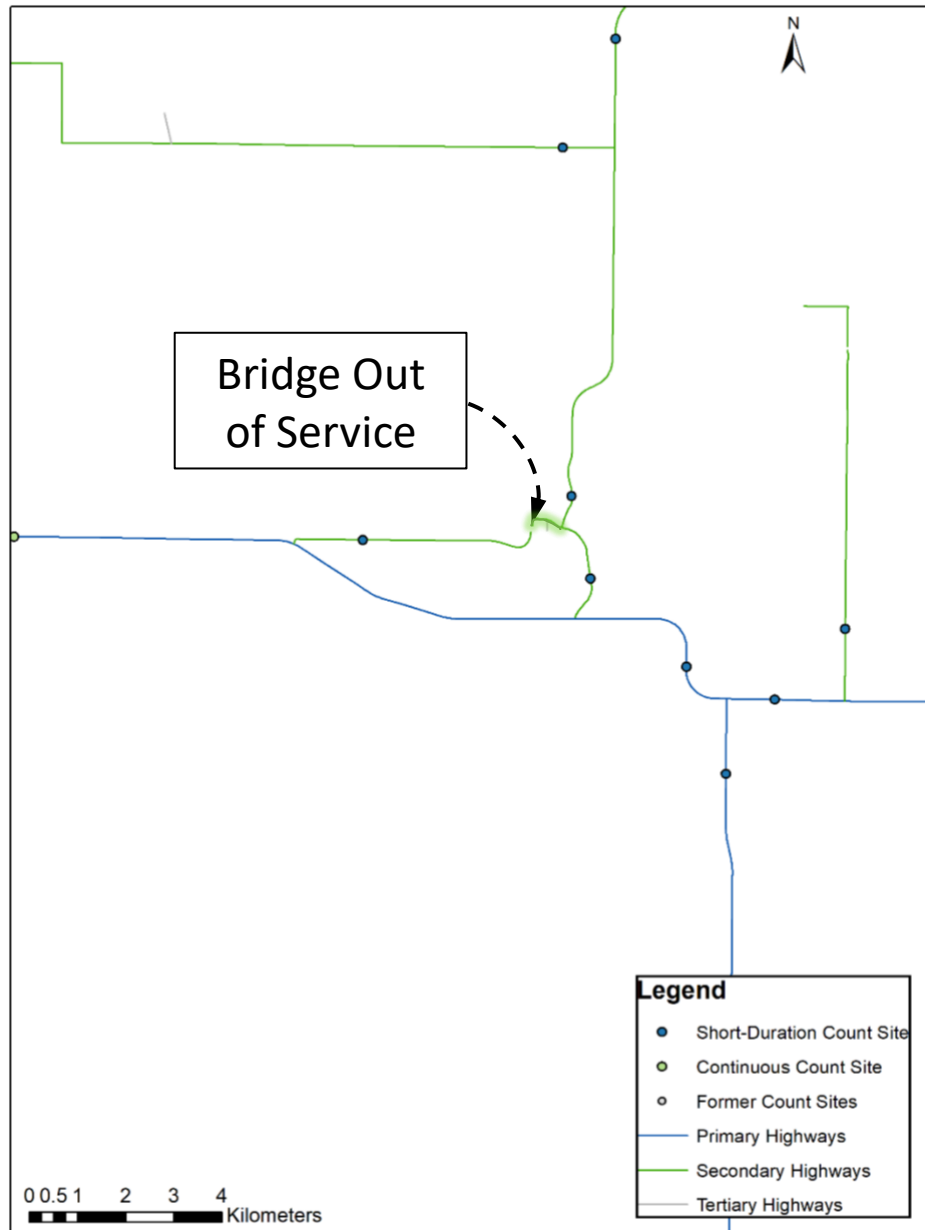 N
Bridge Out
of Service
Legend
Short-Duration Count Site
Continuous Count Site
Former Count Sites
Primary Highways
Secondary Highways
Tertiary Highways
0 0.5 1 2 3 4
Kilometers